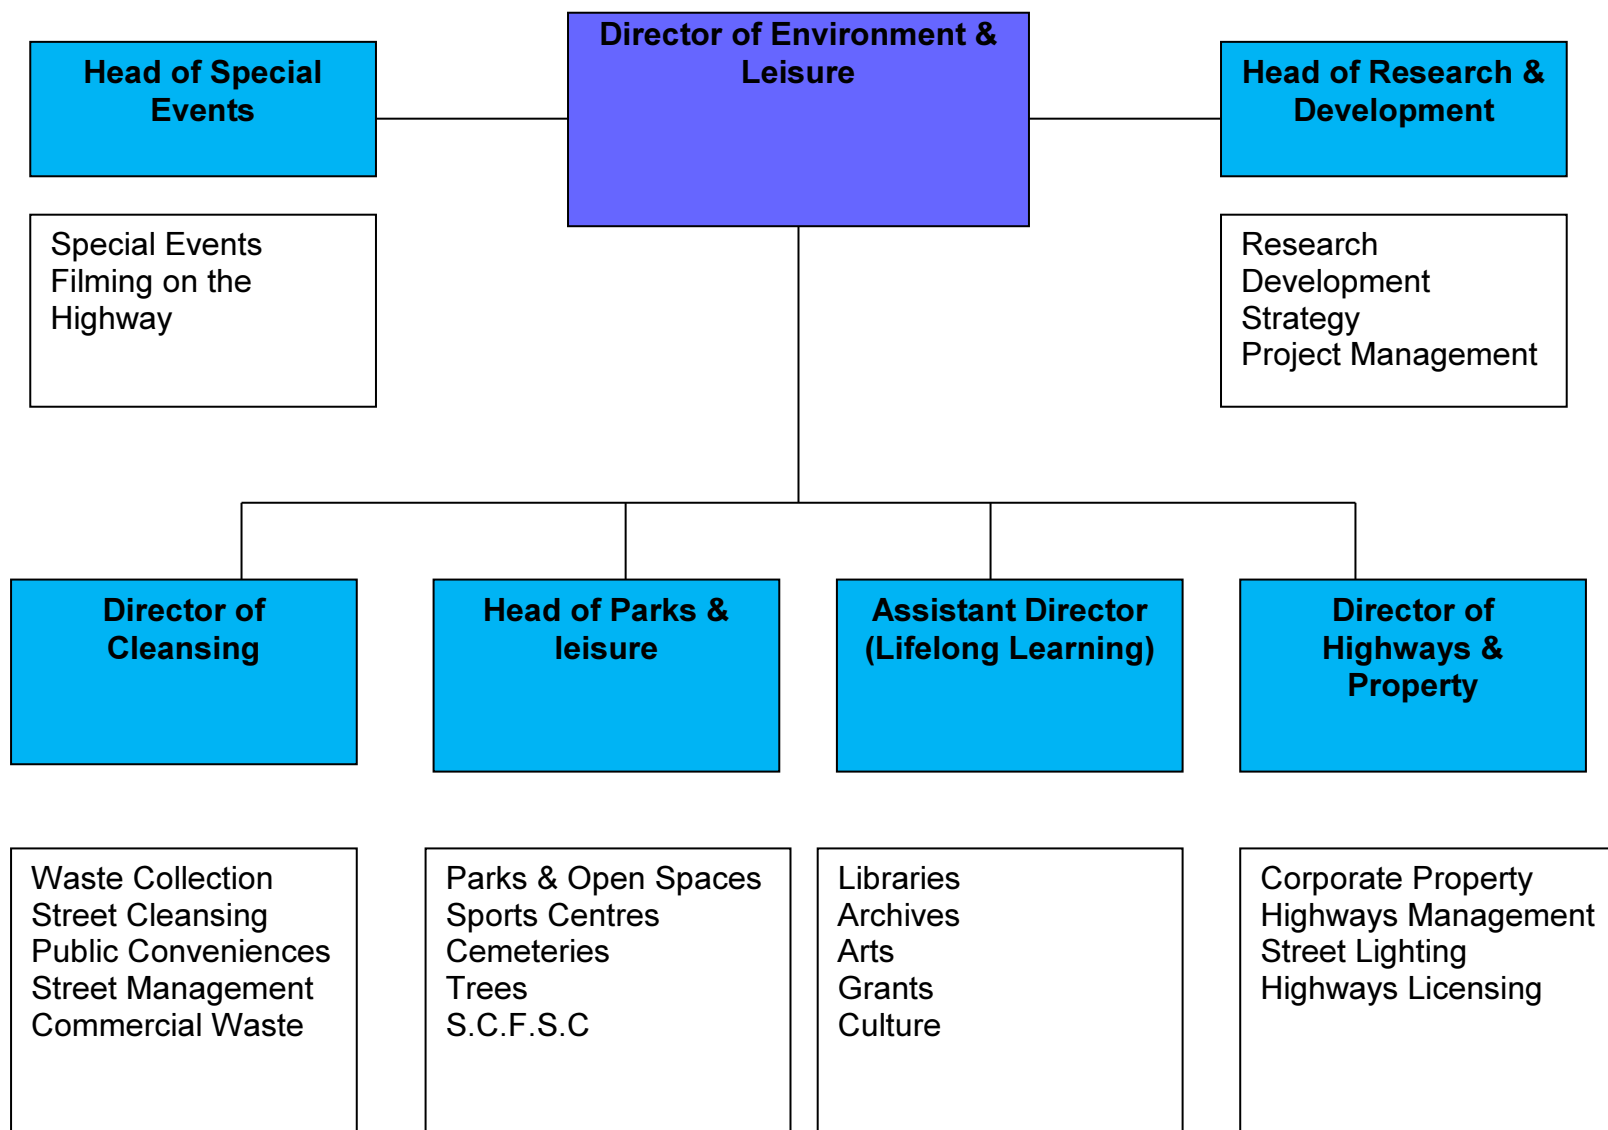 Director of Environment &
Leisure
Head of Special
Events
Head of Research &
Development
Special Events
Filming on the
Highway
Research
Development
Strategy
Project Management
Director of
Cleansing
Head of Parks &
leisure
Assistant Director
(Lifelong Learning)
Director of
Highways &
Property
Waste Collection
Street Cleansing
Public Conveniences
Street Management
Commercial Waste
Parks & Open Spaces
Sports Centres
Cemeteries
Trees
S.C.F.S.C
Libraries
Archives
Arts
Grants
Culture
Corporate Property
Highways Management
Street Lighting
Highways Licensing